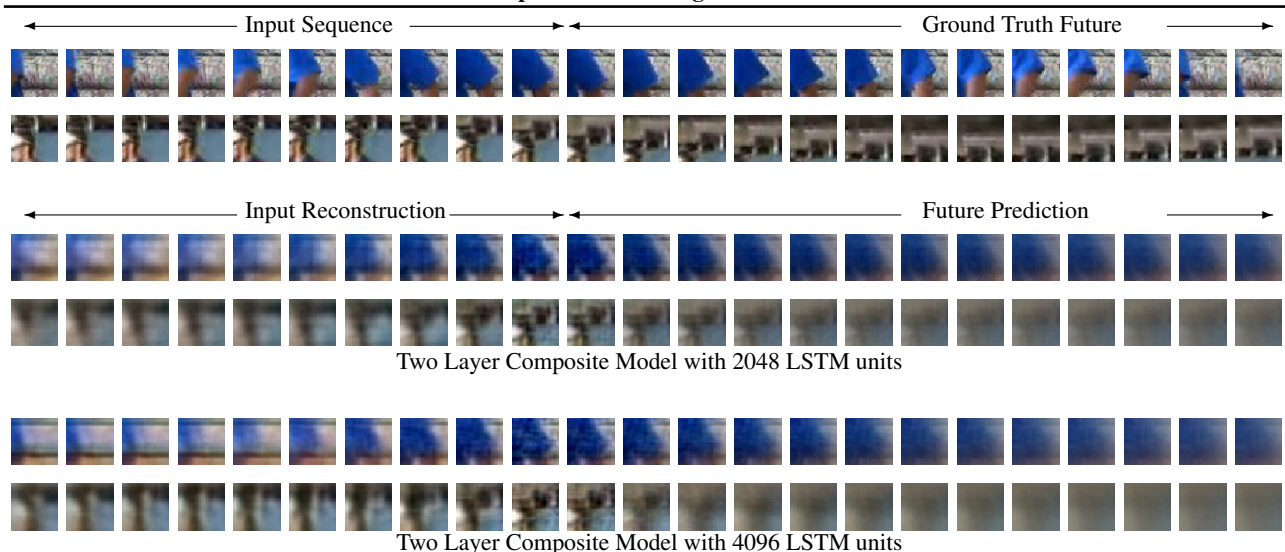 Input Sequence
Ground Truth Future
Input Reconstruction
Future Prediction
Two Layer Composite Model with 2048 LSTM units
Two Layer Composite Model with 4096 LSTM units